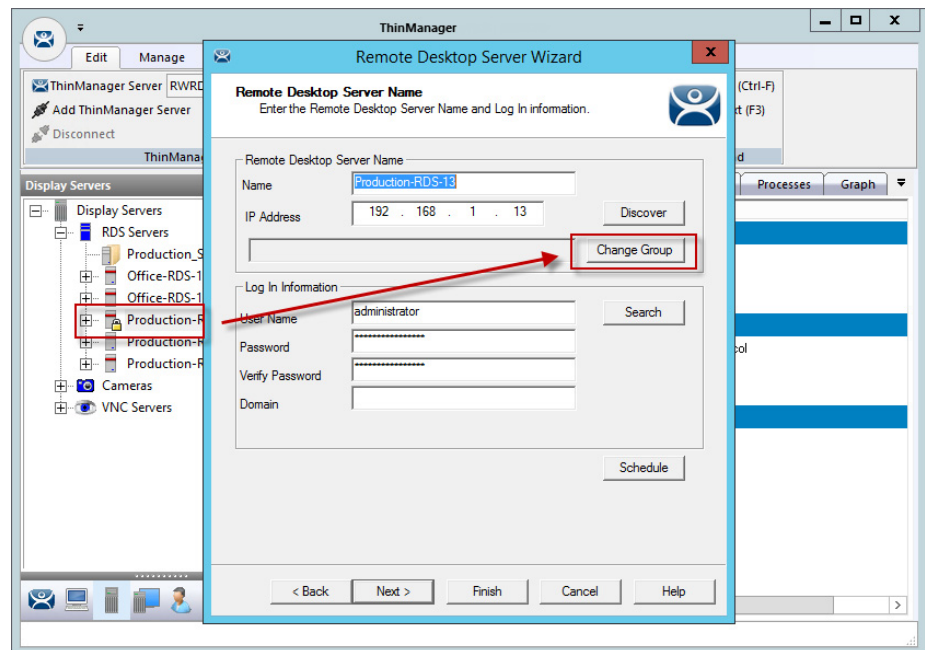 ThinManager
Edit Manage
ThinManager Server RWRD
Add ThinManager Server
Disconnect
ThinMana
(Ctrl-F)
xt (F3)
d
Display Servers
Processes Graph
Display Servers
RDS Servers
Production_S
Office-RDS-1
Office-RDS-1
Production-R
Production-R
Production-R
Cameras
VNC Servers
col
Remote Desktop Server Wizard
Remote Desktop Server Name
Enter the Remote Desktop Server Name and Log In information.
Remote Desktop Server Name
Name Production-RDS-13
IP Address 192 . 168 . 1 . 13 Discover
Change Group
Log In Information
User Name administrator Search
Password ****************
Verify Password ****************
Domain
Schedule
< Back Next > Finish Cancel Help